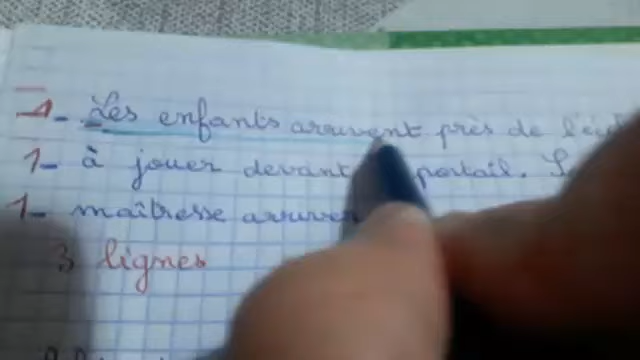 1- Les enfants arrivent près de
1- à jouer devant portail.
1- maîtresse
3 lignes